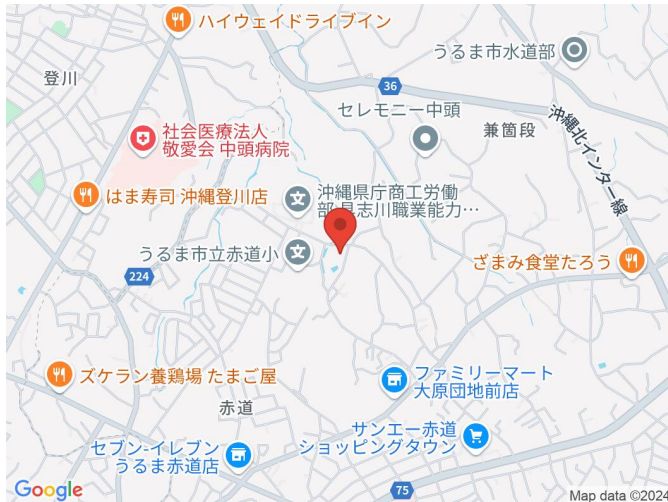 ハイウェイドライブイン
うるま市水道部
登川
36
セレモニー中頭
兼箇段
沖縄北インター線
社会医療法人
敬愛会 中頭病院
はま寿司 沖縄登川店
沖縄県庁商工労働
部 具志川職業能力…
うるま市立赤道小
224
ざまみ食堂たろう
ズケラン養鶏場 たまご屋
ファミリーマート
大原団地前店
赤道
サンエー赤道
ショッピングタウン
セブン-イレブン
うるま赤道店
75
Google
Map data ©2024